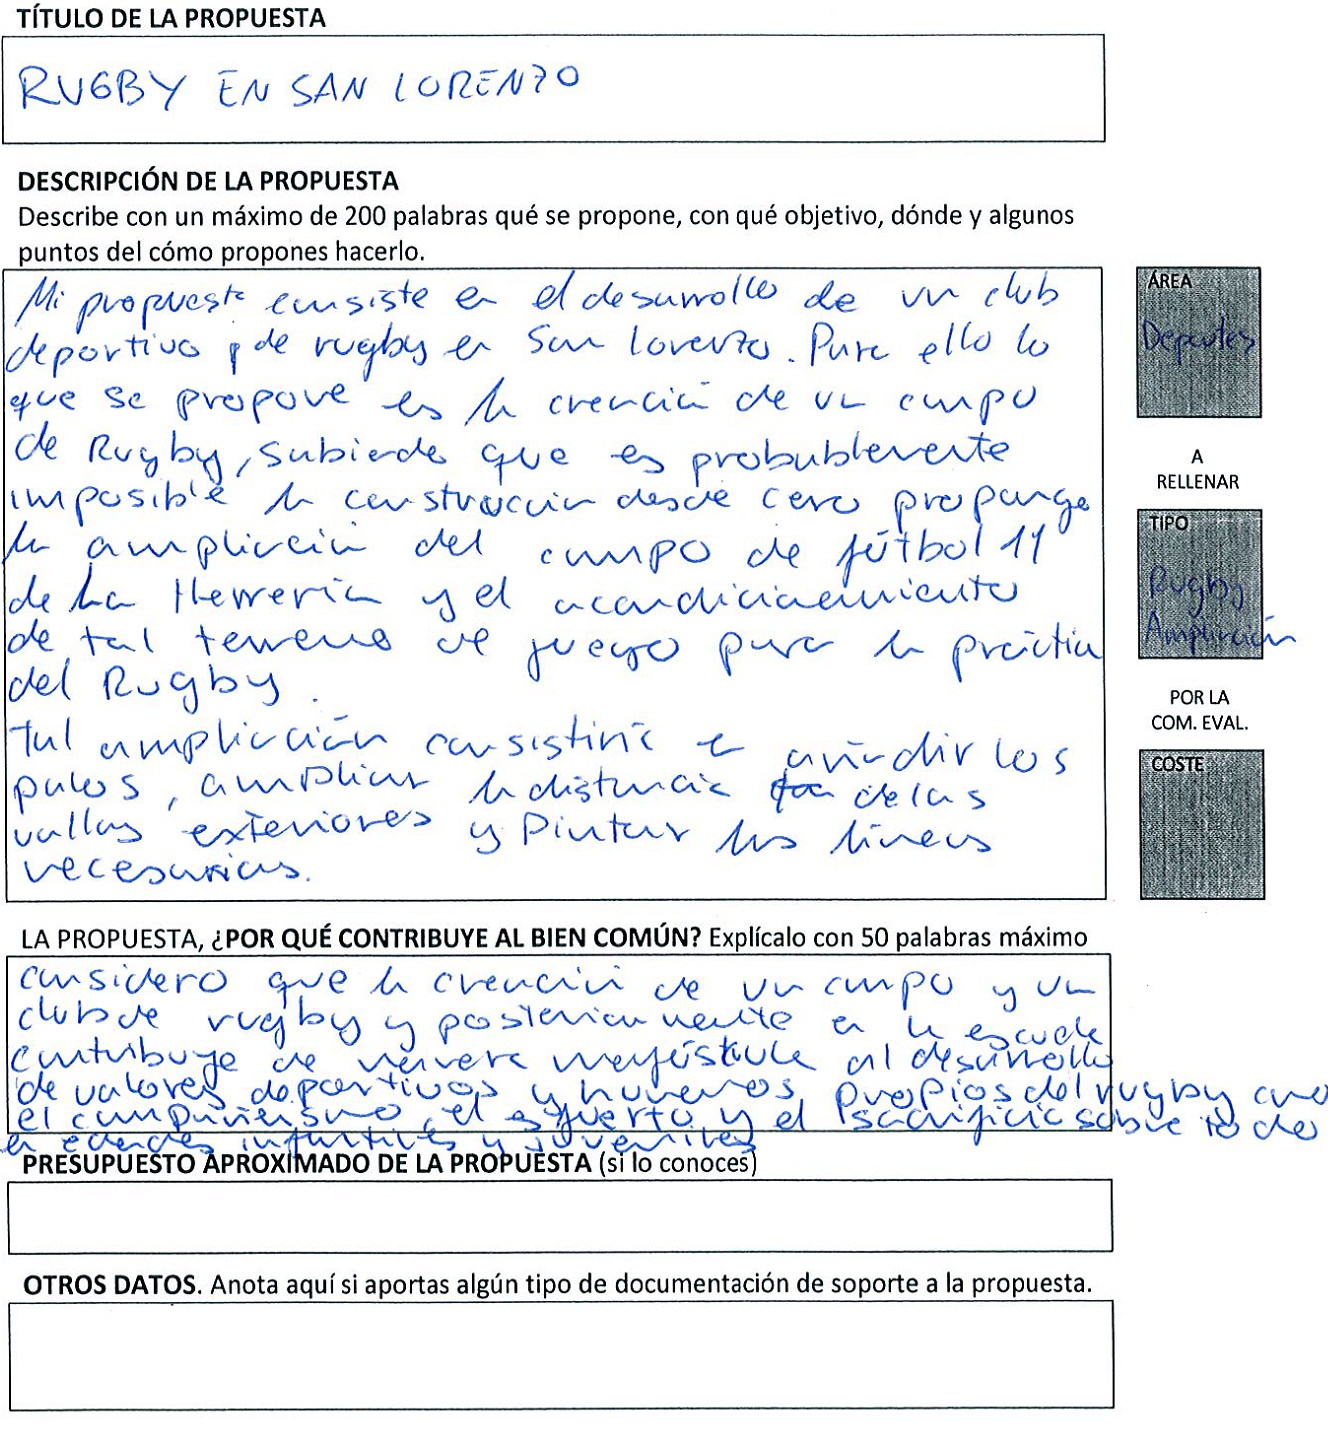 TÍTULO DE LA PROPUESTA
RUGBY EN SAN LORENZO
DESCRIPCIÓN DE LA PROPUESTA
Describe con un máximo de 200 palabras qué se propone, con qué objetivo, dónde y algunos
puntos del cómo propones hacerlo.
Mi propuesta consiste en el desarrollo de un club
deportivo de rugby en San Lorenzo. Para ello lo
que se propone es la creación de un campo
de Rugby, sabiendo que es probablemente
imposible la construcción desde cero propongo
la ampliación del campo de fútbol 11
de La Herrería y el acondicionamiento
de tal terreno de juego para la práctica
del Rugby.
Tal ampliación consistiría en añadir los
palos, ampliar la distancia de las
vallas exteriores y pintar las líneas
necesarias.
ÁREA
Deportes
A
RELLENAR
TIPO
Rugby
Ampliación
POR LA
COM. EVAL.
COSTE
LA PROPUESTA, ¿POR QUÉ CONTRIBUYE AL BIEN COMÚN? Explícalo con 50 palabras máximo
Considero que la creación de un campo y un
club de rugby y posteriormente en la escuela
contribuye de manera mayúscula al desarrollo
de valores deportivos y humanos propios del rugby como
el compañerismo, el esfuerzo y el sacrificio sobre todo
en edades infantiles y juveniles
PRESUPUESTO APROXIMADO DE LA PROPUESTA (si lo conoces)
OTROS DATOS. Anota aquí si aportas algún tipo de documentación de soporte a la propuesta.